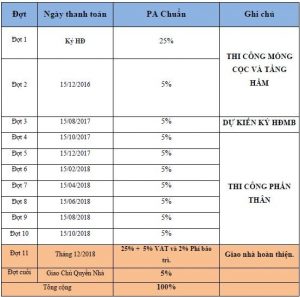 Đợt Ngày thanh toán PA Chuẩn Ghi chú
Đợt 1 Ký HĐ 25%
THI CÔNG MÓNG
CỌC VÀ TẦNG
HẦM
Đợt 2 15/12/2016 5%
Đợt 3 15/08/2017 5% DỰ KIẾN KÝ HĐMB
Đợt 4 15/10/2017 5%
Đợt 5 15/12/2017 5%
Đợt 6 15/02/2018 5%
Đợt 7 15/04/2018 5%
THI CÔNG PHẦN
THÂN
Đợt 8 15/06/2018 5%
Đợt 9 15/08/2018 5%
Đợt 10 15/10/2018 5%
Đợt 11 Tháng 12/2018 25% + 5% VAT và 2% Phí bảo
trì. Giao nhà hoàn thiện.
Đợt cuối Giao Chủ Quyền Nhà 5%
Tổng cộng 100%